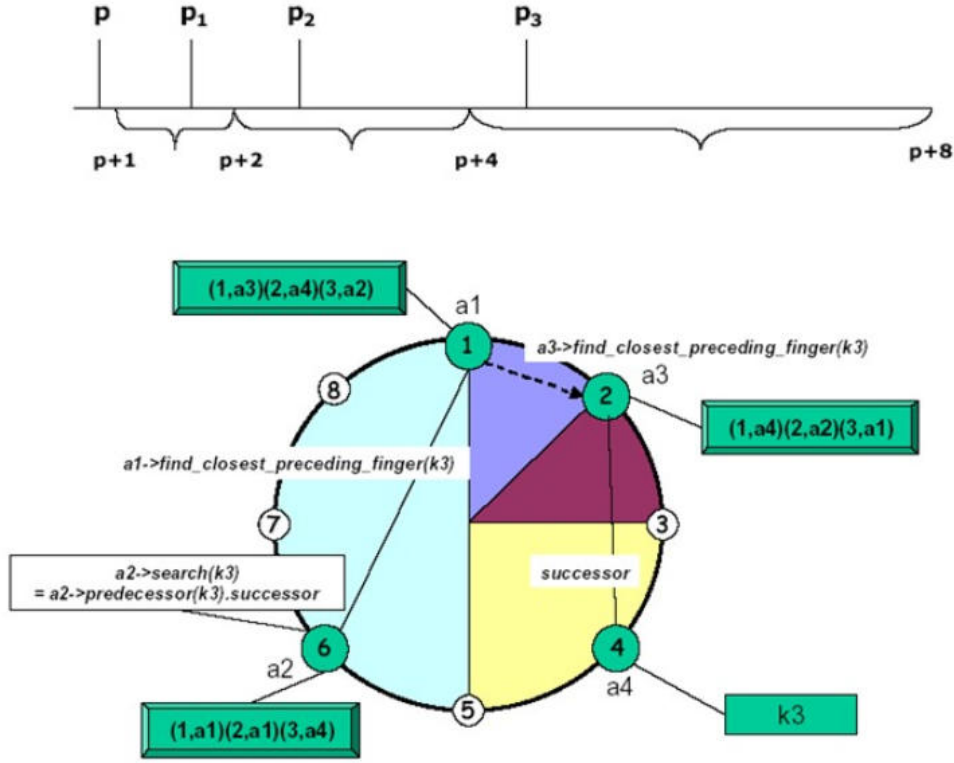 p p₁ p₂ p₃
p+1 p+2 p+4 p+8
(1,a3)(2,a4)(3,a2)
a1
1
a3->find_closest_preceding_finger(k3)
a3
8
2
(1,a4)(2,a2)(3,a1)
a1->find_closest_preceding_finger(k3)
7
3
a2->search(k3)
= a2->predecessor(k3).successor
successor
6
4
a2
a4
5
k3
(1,a1)(2,a1)(3,a4)